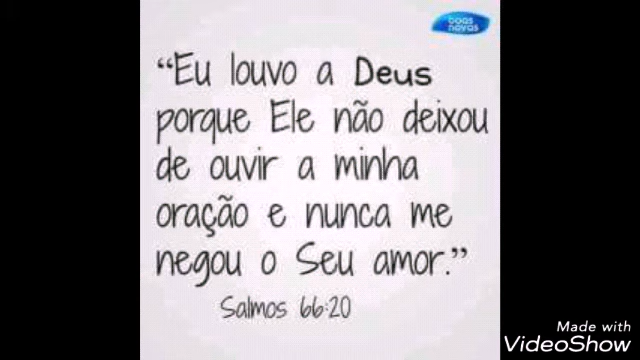 boas
novas
"Eu louvo a Deus
porque Ele não deixou
de ouvir a minha
oração e nunca me
negou o Seu amor."
Salmos 66:20
Made with
VideoShow